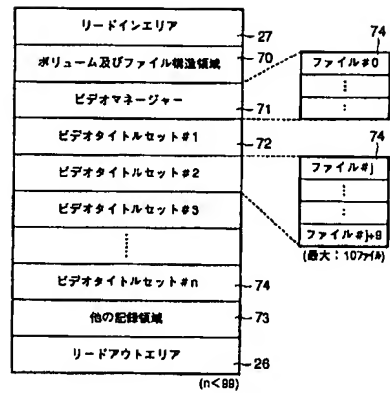 リードインエリア
27
ボリューム及びファイル構造領域
70
ビデオマネージャー
71
ビデオタイトルセット#1
72
ビデオタイトルセット#2
ビデオタイトルセット#3
ビデオタイトルセット#n
74
他の記録領域
73
リードアウトエリア
26
(n<99)
74
ファイル#0
74
ファイル#j
ファイル#j+9
(最大:10ファイル)